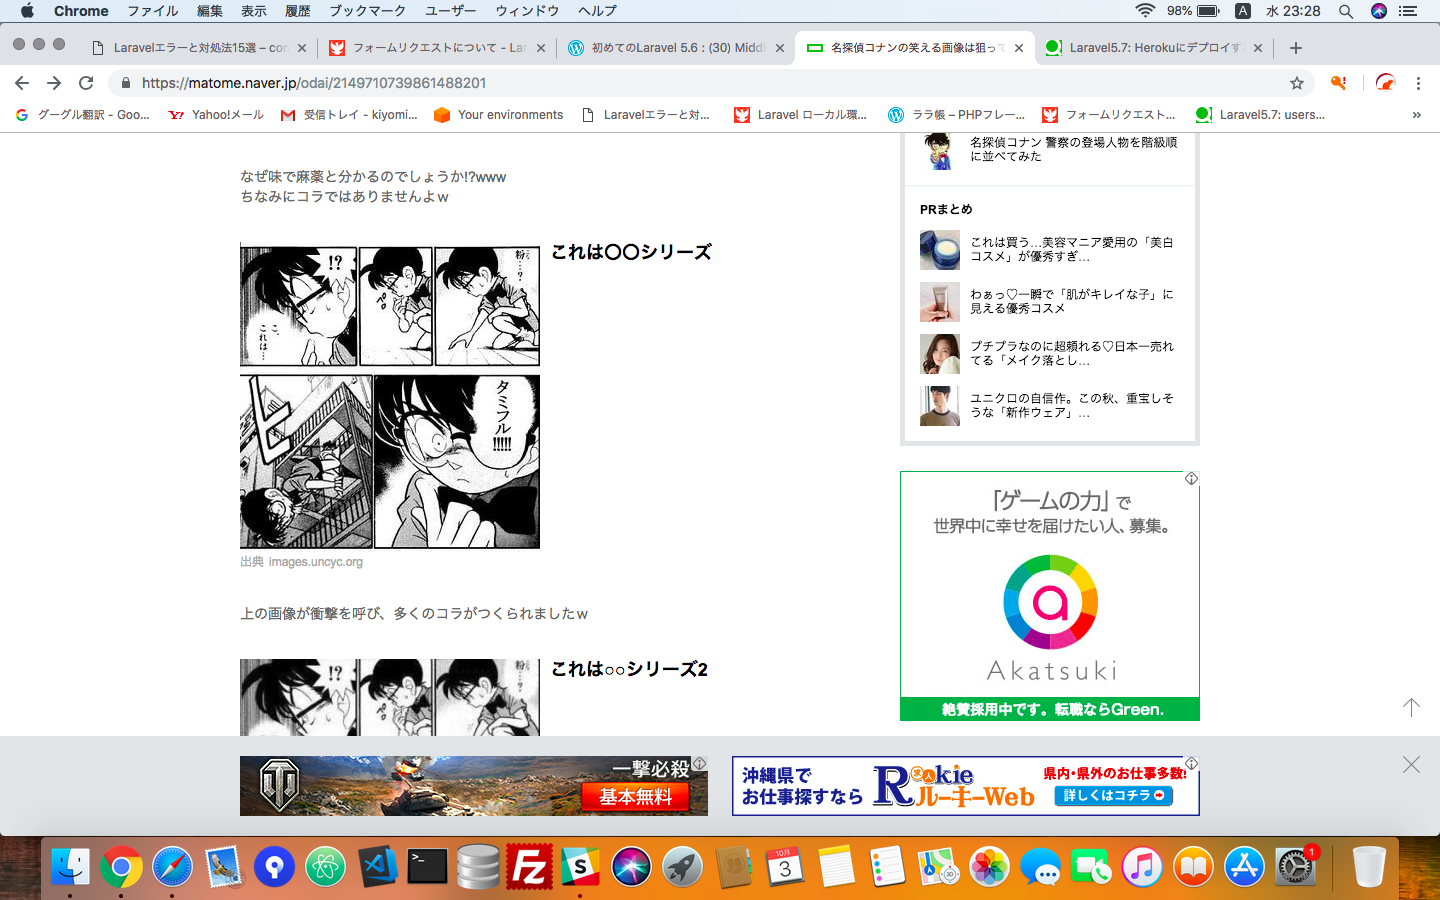 Chrome ファイル 編集 表示 履歴 ブックマーク ユーザー ウィンドウ ヘルプ 98% A 水 23:28
Laravelエラーと対処法15選 – con
フォームリクエストについて - Lar
初めてのLaravel 5.6 : (30) Middl
名探偵コナンの笑える画像は狙って
Laravel5.7: Herokuにデプロイす
https://matome.naver.jp/odai/2149710739861488201
グーグル翻訳 - Goo...
Yahoo!メール
受信トレイ - kiyomi...
Your environments
Laravelエラーと対...
Laravel ローカル環...
ララ帳 – PHPフレー...
フォームリクエスト...
Laravel5.7: users...
»
なぜ味で麻薬と分かるのでしょうか!?www
ちなみにコラではありませんよｗ
これは〇〇シリーズ
粉…?
ペロ
!?
こ、これは…
タミフル!!!!!
出典 images.uncyc.org
上の画像が衝撃を呼び、多くのコラがつくられましたｗ
これは○○シリーズ2
粉…?
ペロ
!?
名探偵コナン 警察の登場人物を階級順
に並べてみた
PRまとめ
これは買う…美容マニア愛用の「美白
コスメ」が優秀すぎ…
わぁっ♡一瞬で「肌がキレイな子」に
見える優秀コスメ
プチプラなのに超頼れる♡日本一売れ
てる「メイク落とし…
ユニクロの自信作。この秋、重宝しそ
うな「新作ウェア」…
「ゲームの力」で
世界中に幸せを届けたい人、募集。
a
Akatsuki
絶賛採用中です。転職ならGreen.
一撃必殺
基本無料
沖縄県で
お仕事探すなら
Rookie
求人
ルーキーWeb
県内・県外のお仕事多数!
詳しくはコチラ
>_
Fz
S
10月
3
3D
1